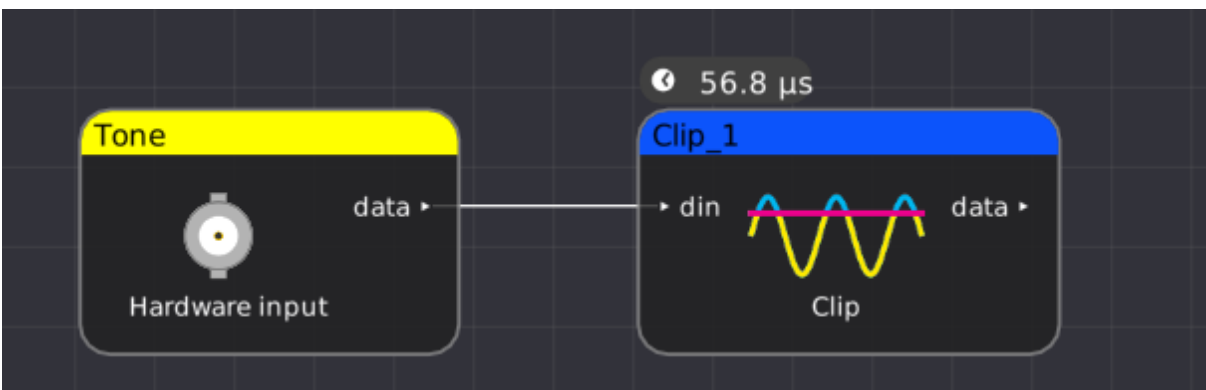 56.8 µs
Tone
Clip_1
data
din
data
Hardware input
Clip